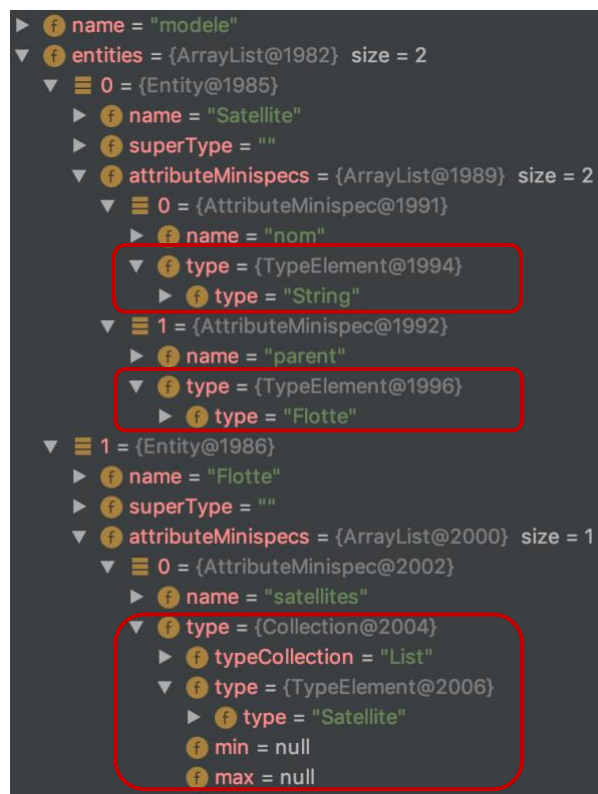 f name = "modele"
f entities = {ArrayList@1982} size = 2
0 = {Entity@1985}
f name = "Satellite"
f superType = ""
f attributeMinispecs = {ArrayList@1989} size = 2
0 = {AttributeMinispec@1991}
f name = "nom"
f type = {TypeElement@1994}
f type = "String"
1 = {AttributeMinispec@1992}
f name = "parent"
f type = {TypeElement@1996}
f type = "Flotte"
1 = {Entity@1986}
f name = "Flotte"
f superType = ""
f attributeMinispecs = {ArrayList@2000} size = 1
0 = {AttributeMinispec@2002}
f name = "satellites"
f type = {Collection@2004}
f typeCollection = "List"
f type = {TypeElement@2006}
f type = "Satellite"
f min = null
f max = null